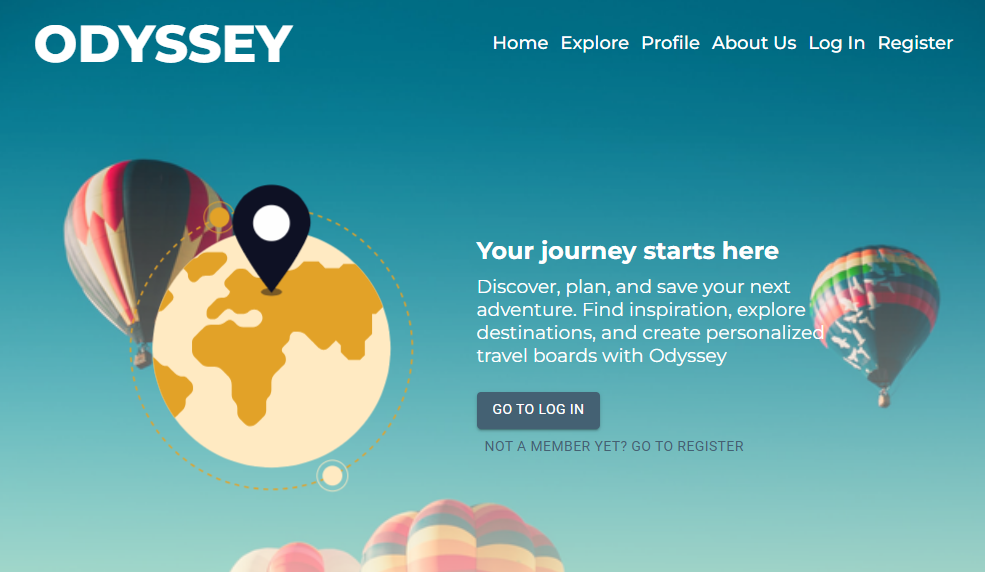 ODYSSEY
Home Explore Profile About Us Log In Register
Your journey starts here
Discover, plan, and save your next
adventure. Find inspiration, explore
destinations, and create personalized
travel boards with Odyssey
GO TO LOG IN
NOT A MEMBER YET? GO TO REGISTER